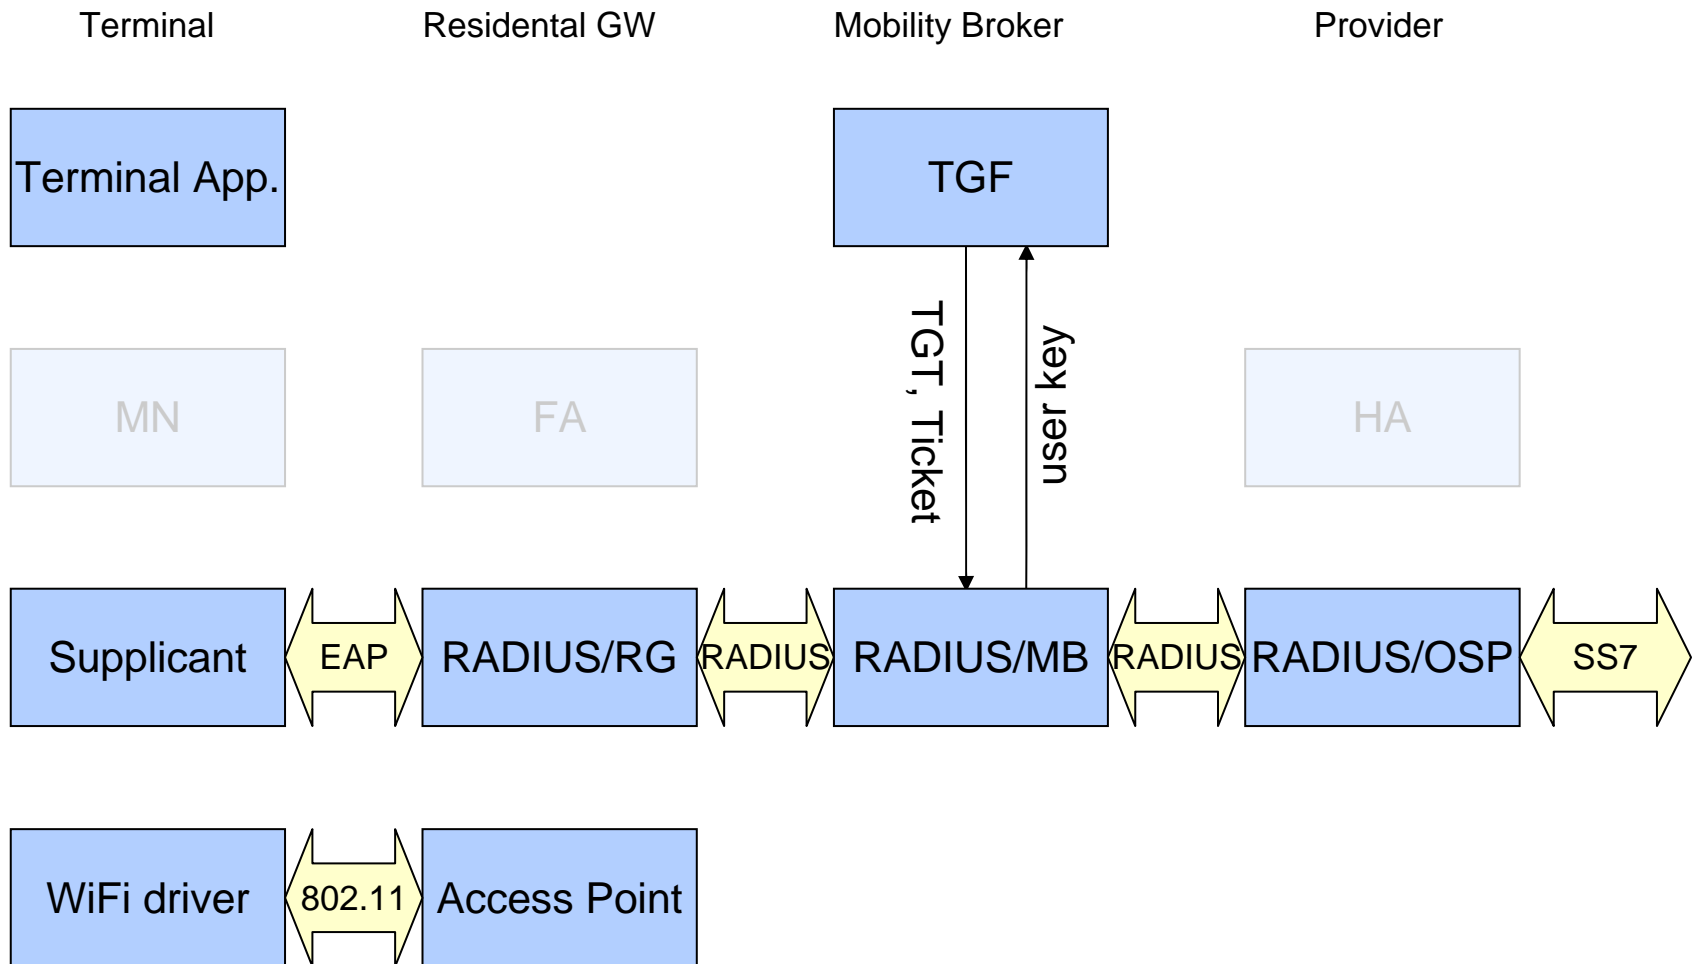 Terminal
Residental GW
Mobility Broker
Provider
Terminal App.
TGF
TGT, Ticket
user key
MN
FA
HA
Supplicant
EAP
RADIUS/RG
RADIUS
RADIUS/MB
RADIUS
RADIUS/OSP
SS7
WiFi driver
802.11
Access Point